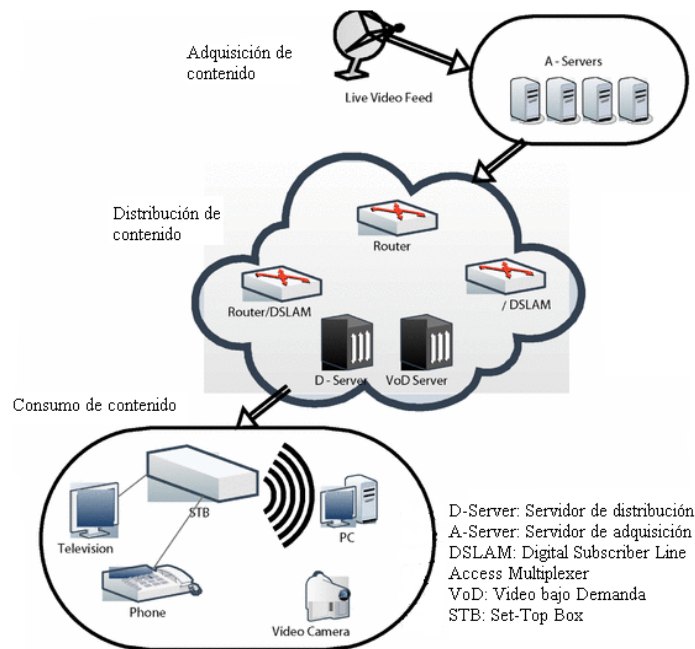 Adquisición de
contenido
Live Video Feed
A - Servers
Distribución de
contenido
Router
Router/DSLAM
/ DSLAM
D - Server
VoD Server
Consumo de contenido
STB
Television
PC
Phone
Video Camera
D-Server: Servidor de distribución
A-Server: Servidor de adquisición
DSLAM: Digital Subscriber Line
Access Multiplexer
VoD: Video bajo Demanda
STB: Set-Top Box